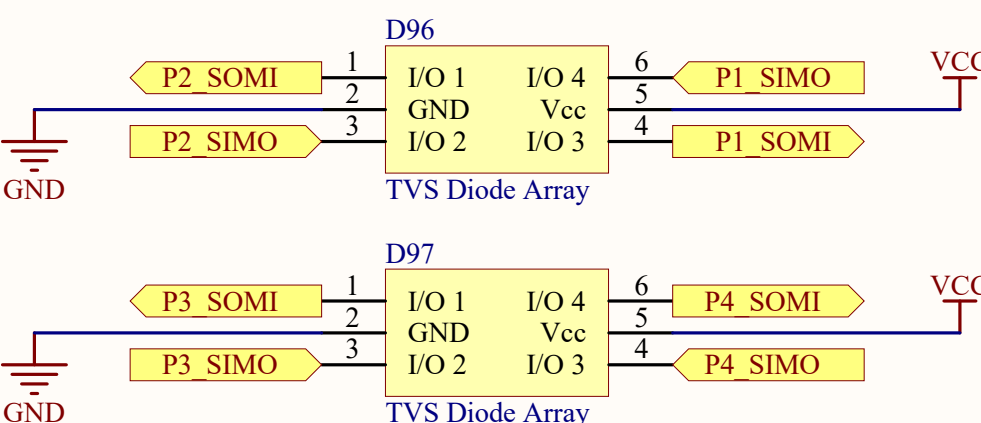 D96
1 6 VCC
P2_SOMI I/O 1 I/O 4 P1_SIMO
2 5
GND Vcc
3 4
P2_SIMO I/O 2 I/O 3 P1_SOMI
GND TVS Diode Array
D97
1 6 VCC
P3_SOMI I/O 1 I/O 4 P4_SOMI
2 5
GND Vcc
3 4
P3_SIMO I/O 2 I/O 3 P4_SIMO
GND TVS Diode Array